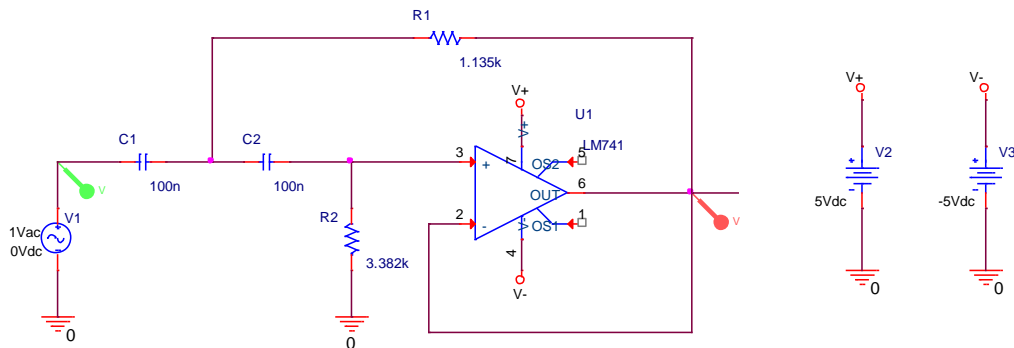 R1
1.135k
V+
U1
V+
V-
C1
C2
V+
LM741
3
+
7
OS2
5
V2
V3
100n
100n
OUT
6
V
2
-
V-
OS1
1
5Vdc
-5Vdc
V
V1
R2
1Vac
0Vdc
4
3.382k
V-
0
0
0
0